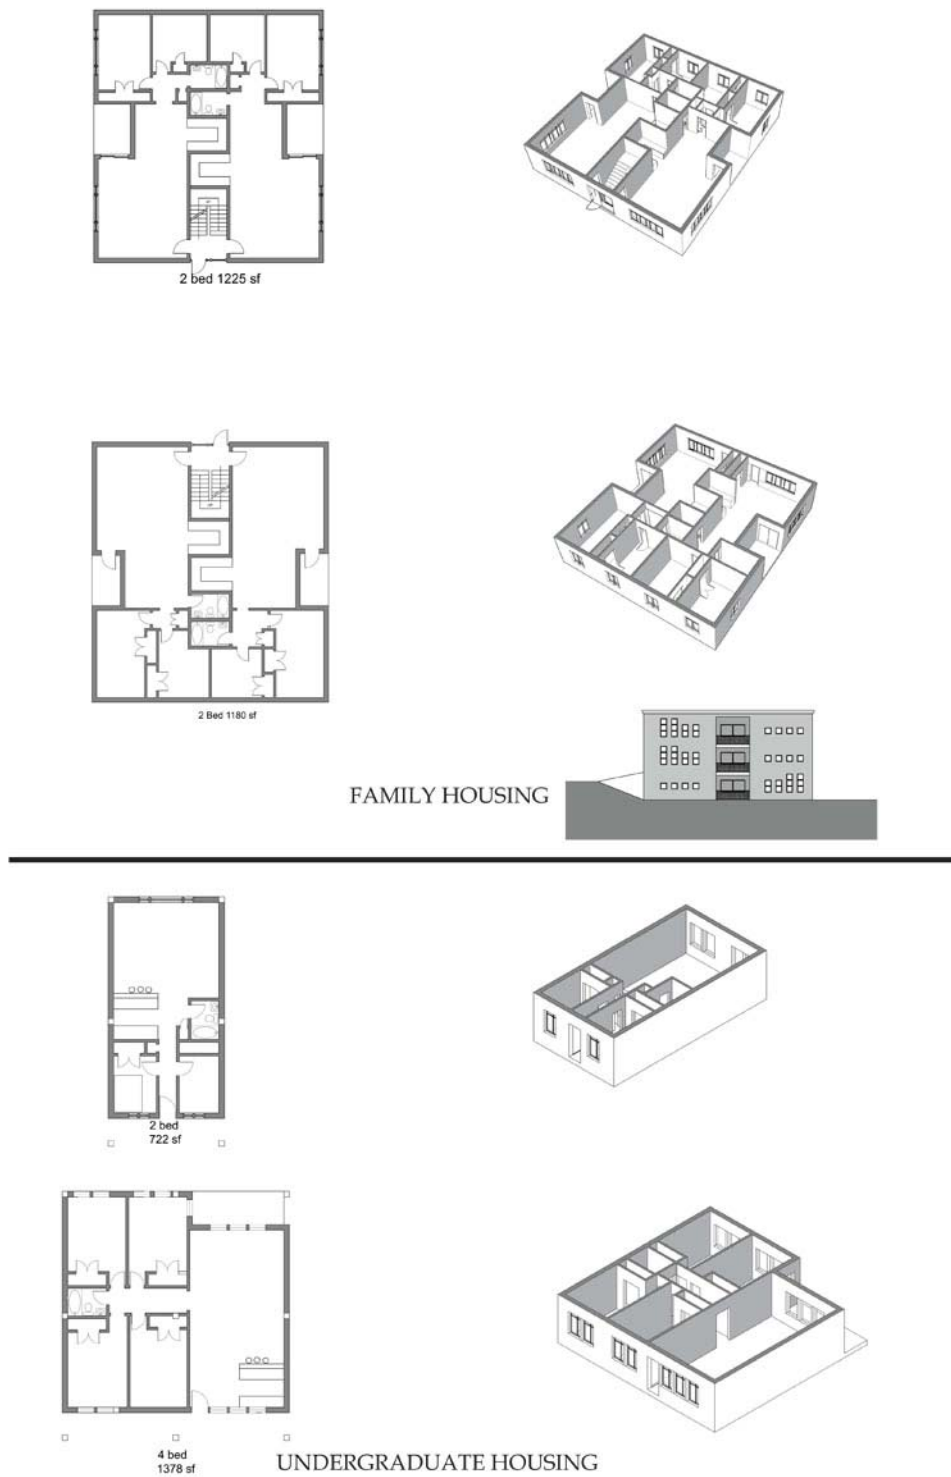 2 bed 1225 sf
2 Bed 1180 sf
FAMILY HOUSING
2 bed
722 sf
4 bed
1378 sf
UNDERGRADUATE HOUSING